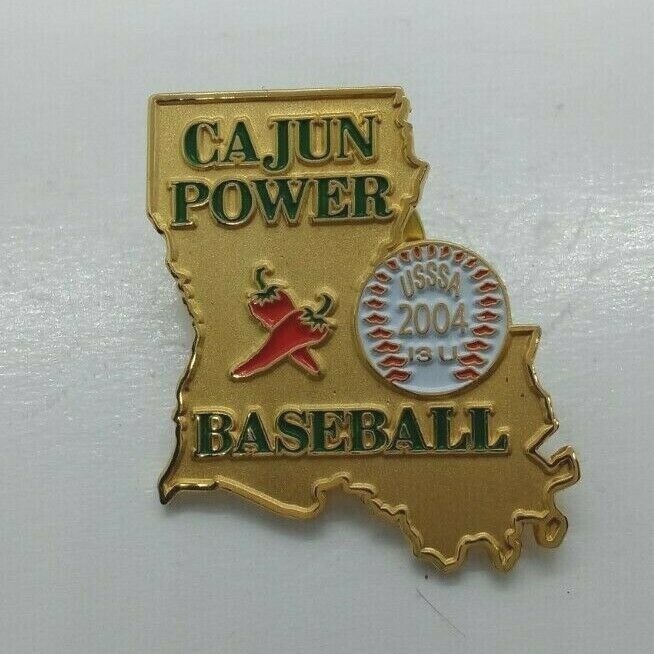 CAJUN
POWER
USSSA
2004
13 U
BASEBALL